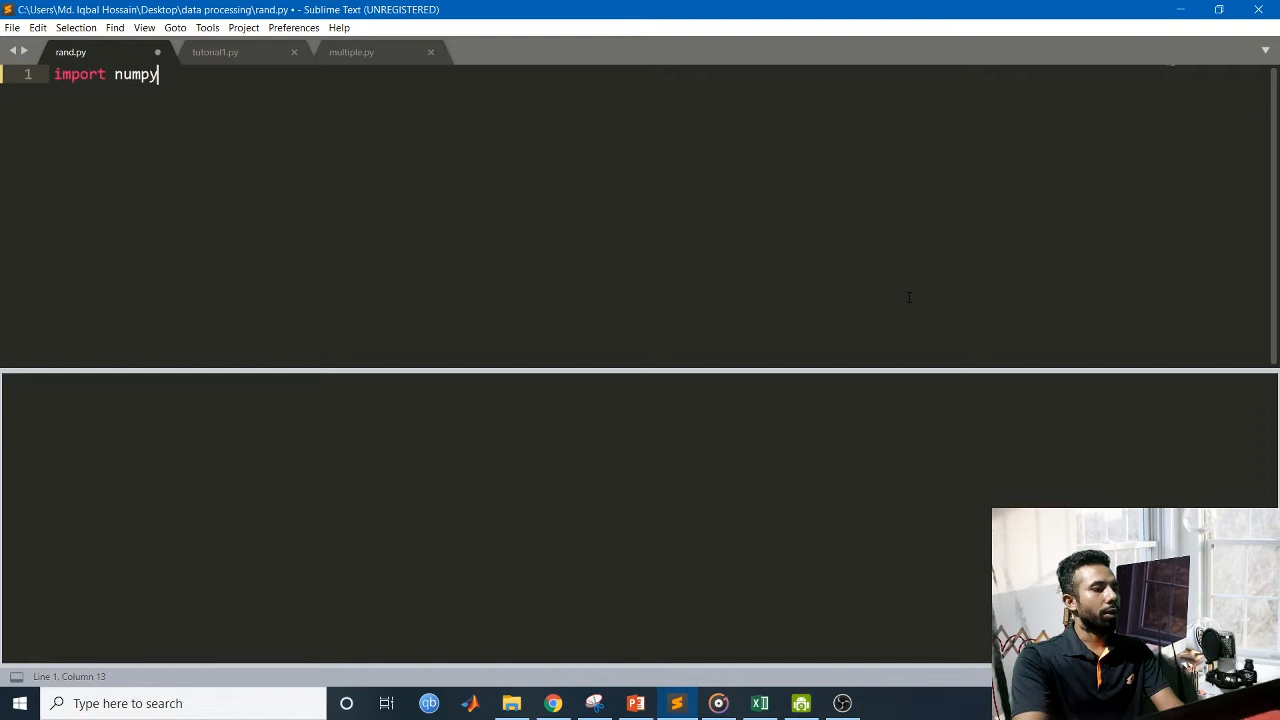 C:\Users\Md. Iqbal Hossain\Desktop\data processing\rand.py • - Sublime Text (UNREGISTERED)
File Edit Selection Find View Goto Tools Project Preferences Help
rand.py tutorial1.py multiple.py
1 import numpy
Line 1, Column 13
Type here to search